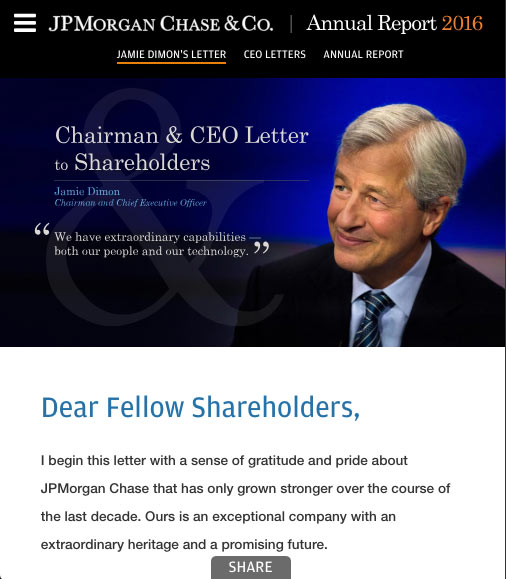 JPMORGAN CHASE & CO. | ANNUAL REPORT 2016
JAMIE DIMON'S LETTER CEO LETTERS ANNUAL REPORT
&
Chairman & CEO Letter
to Shareholders
Jamie Dimon
Chairman and Chief Executive Officer
“ We have extraordinary capabilities —
both our people and our technology. ”
Dear Fellow Shareholders,
I begin this letter with a sense of gratitude and pride about
JPMorgan Chase that has only grown stronger over the course of
the last decade. Ours is an exceptional company with an
extraordinary heritage and a promising future.
SHARE